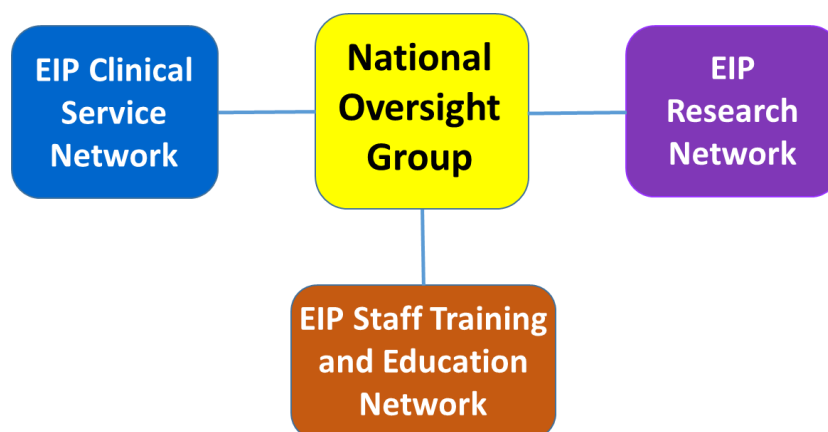 EIP Clinical
Service
Network
National
Oversight
Group
EIP
Research
Network
EIP Staff Training
and Education
Network